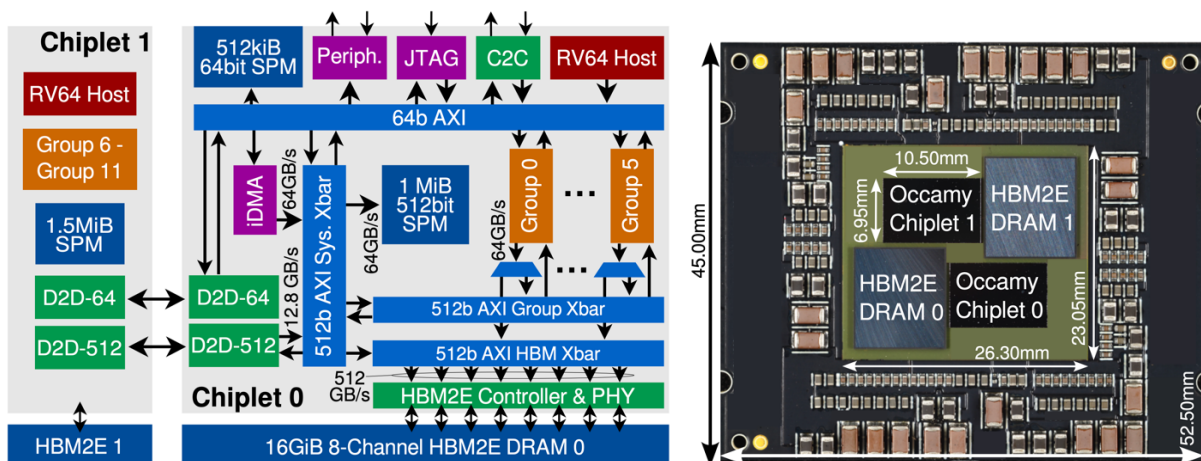 Chiplet 1
RV64 Host
Group 6 -
Group 11
1.5MiB
SPM
D2D-64
D2D-512
HBM2E 1
512kiB
64bit SPM
Periph.
JTAG
C2C
RV64 Host
64b AXI
iDMA
64GB/s
512b AXI Sys. Xbar
64GB/s
1 MiB
512bit
SPM
Group 0
...
Group 5
64GB/s
...
D2D-64
D2D-512
12.8 GB/s
512b AXI Group Xbar
512b AXI HBM Xbar
Chiplet 0
512
GB/s
HBM2E Controller & PHY
16GiB 8-Channel HBM2E DRAM 0
45.00mm
10.50mm
6.95mm
Occamy
Chiplet 1
HBM2E
DRAM 1
HBM2E
DRAM 0
Occamy
Chiplet 0
23.05mm
26.30mm
52.50mm